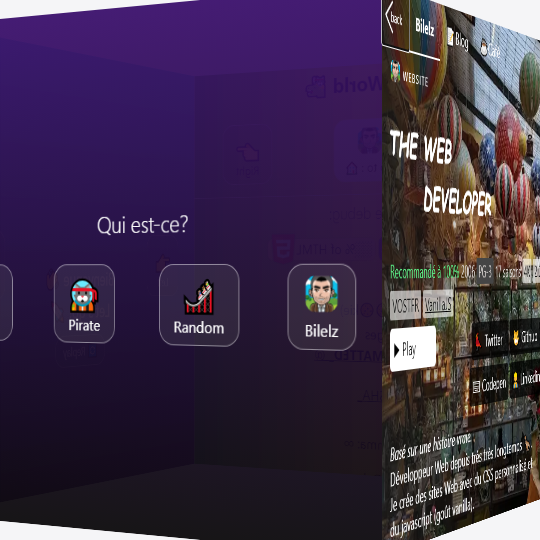 Qui est-ce?
Pirate
Random
Bilelz
back
Bilelz
Blog
WEBSITE
THE WEB
DEVELOPER
Recommandé à 100% 2006 PG-3 17 saisons
VOSTFR VanillaJS
Play
Twitter
Github
Codepen
Linkedin
Basé sur une histoire vraie.
Développeur Web depuis très très longtemps
Je crée des sites Web avec du CSS personnalisé et
du javascript (goût vanilla).
World